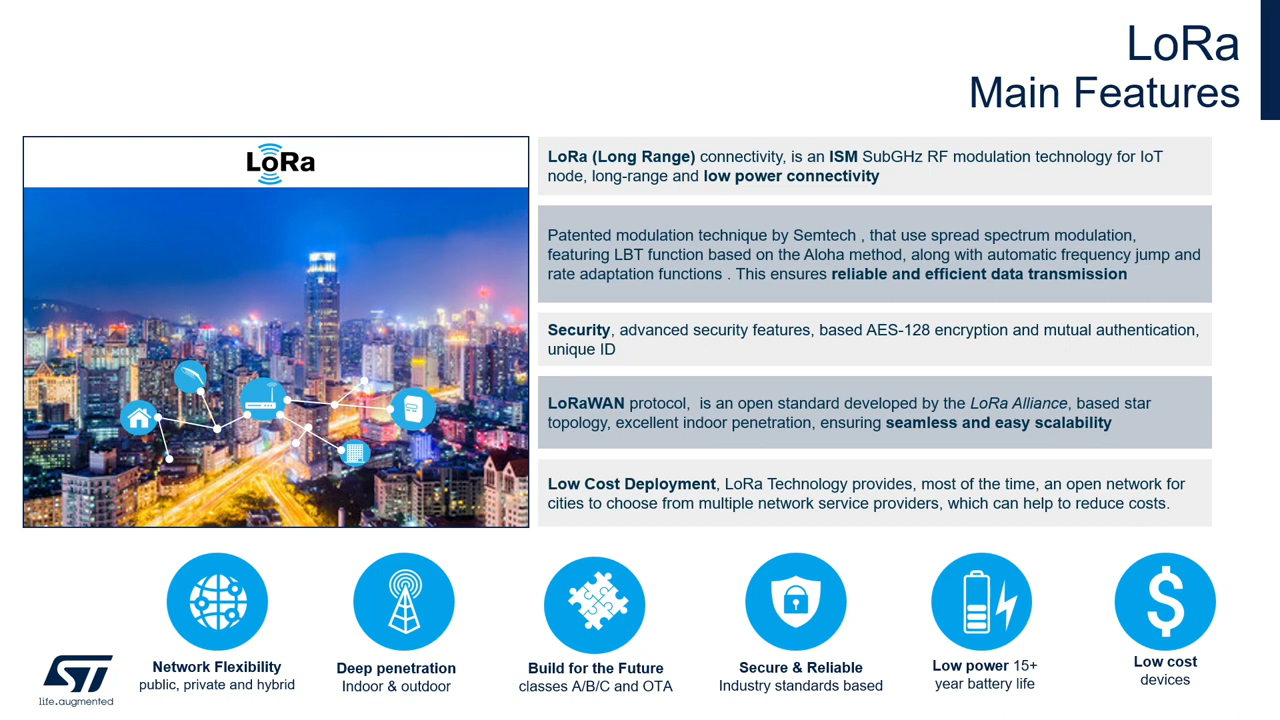 LoRa
Main Features
LoRa
LoRa (Long Range) connectivity, is an ISM SubGHz RF modulation technology for IoT
node, long-range and low power connectivity
Patented modulation technique by Semtech , that use spread spectrum modulation,
featuring LBT function based on the Aloha method, along with automatic frequency jump and
rate adaptation functions . This ensures reliable and efficient data transmission
Security, advanced security features, based AES-128 encryption and mutual authentication,
unique ID
LoRaWAN protocol,  is an open standard developed by the LoRa Alliance, based star
topology, excellent indoor penetration, ensuring seamless and easy scalability
Low Cost Deployment, LoRa Technology provides, most of the time, an open network for
cities to choose from multiple network service providers, which can help to reduce costs.
Network Flexibility
public, private and hybrid
Deep penetration
Indoor & outdoor
Build for the Future
classes A/B/C and OTA
Secure & Reliable
Industry standards based
Low power 15+
year battery life
Low cost
devices
ST
life.augmented